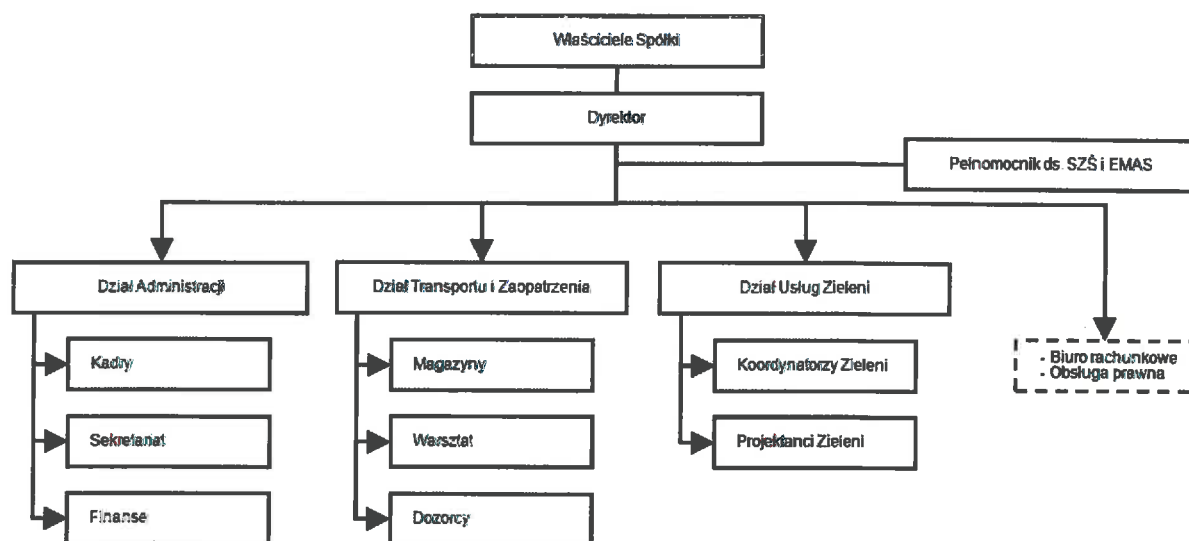 Właściciele Spółki
Dyrektor
Pełnomocnik ds. SZŚ i EMAS
Dział Administracji
Dział Transportu i Zaopatrzenia
Dział Usług Zieleni
Kadry
Magazyny
Koordynatorzy Zieleni
- Biuro rachunkowe
- Obsługa prawna
Sekretariat
Warsztat
Projektanci Zieleni
Finanse
Dozorcy